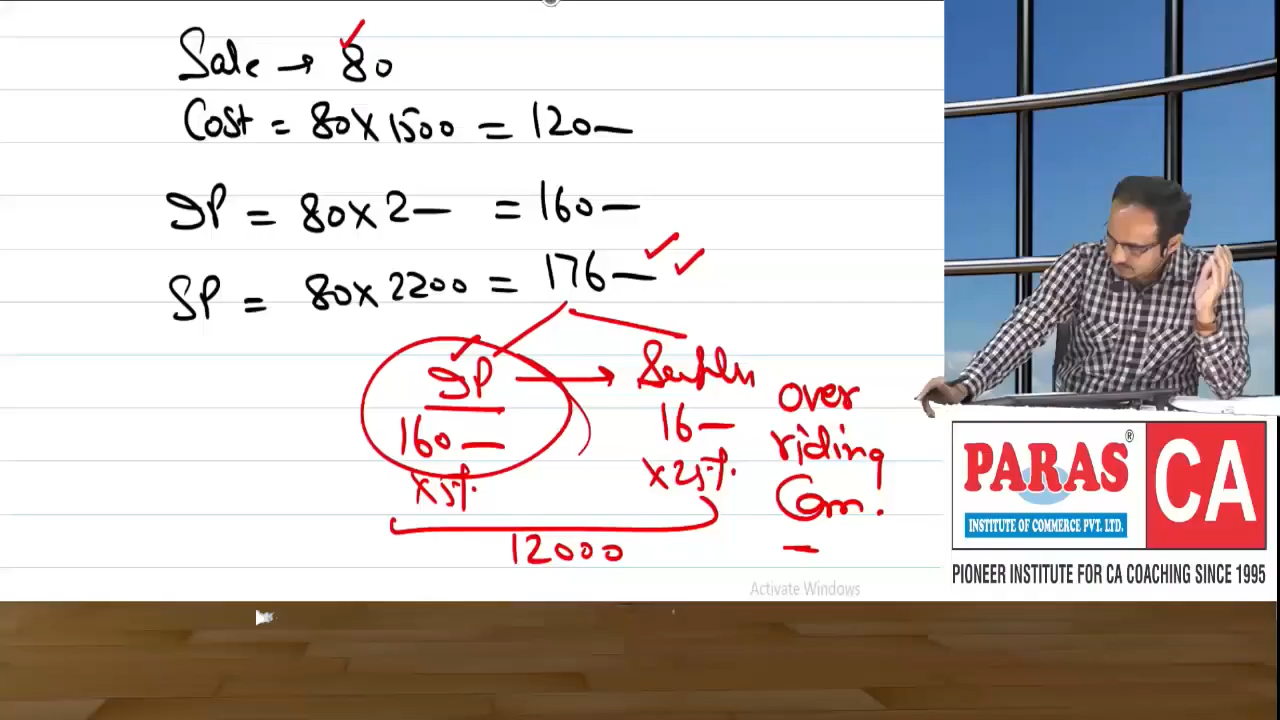 Sale → 80
Cost = 80 x 1500 = 120—
IP = 80 x 2— = 160—
SP = 80 x 2200 = 176—
IP → Surplus
160— 16—
x 5% x 25%
12000
over
riding
Com.
—
PARAS®
INSTITUTE OF COMMERCE PVT. LTD.
CA
PIONEER INSTITUTE FOR CA COACHING SINCE 1995
Activate Windows